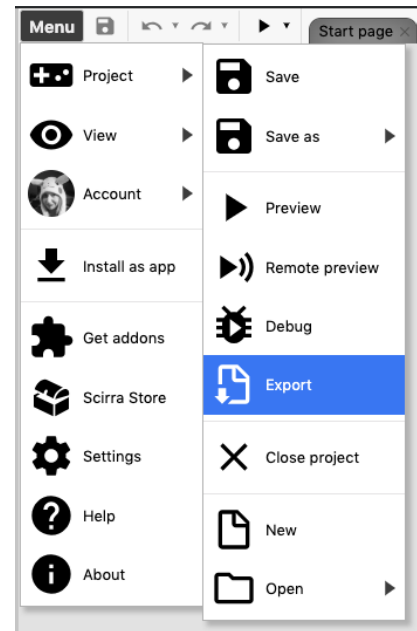 Menu
Start page
Project
View
Account
Install as app
Get addons
Scirra Store
Settings
Help
About
Save
Save as
Preview
Remote preview
Debug
Export
Close project
New
Open